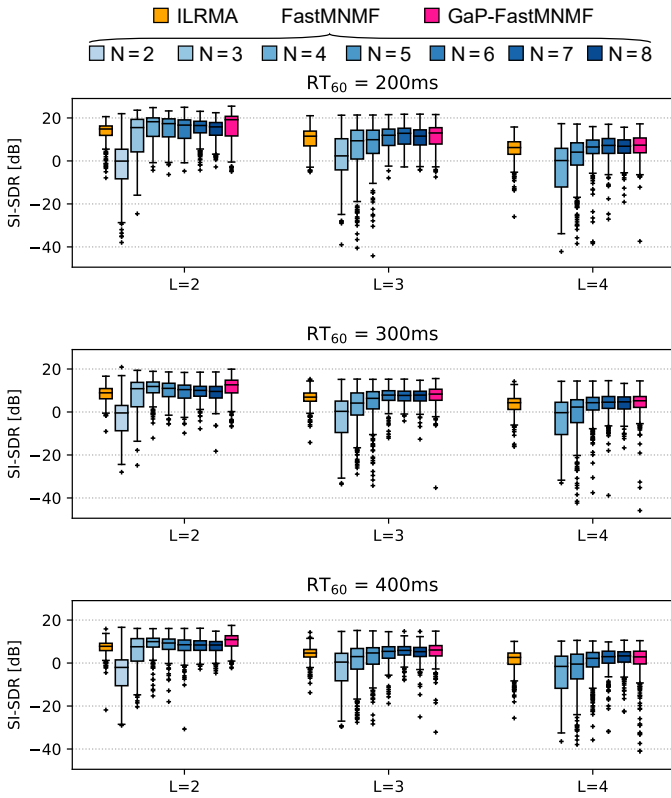 ILRMA FastMNMF GaP-FastMNMF
N = 2 N = 3 N = 4 N = 5 N = 6 N = 7 N = 8
RT60 = 200ms
SI-SDR [dB]
20
0
−20
−40
L=2 L=3 L=4
RT60 = 300ms
SI-SDR [dB]
20
0
−20
−40
L=2 L=3 L=4
RT60 = 400ms
SI-SDR [dB]
20
0
−20
−40
L=2 L=3 L=4